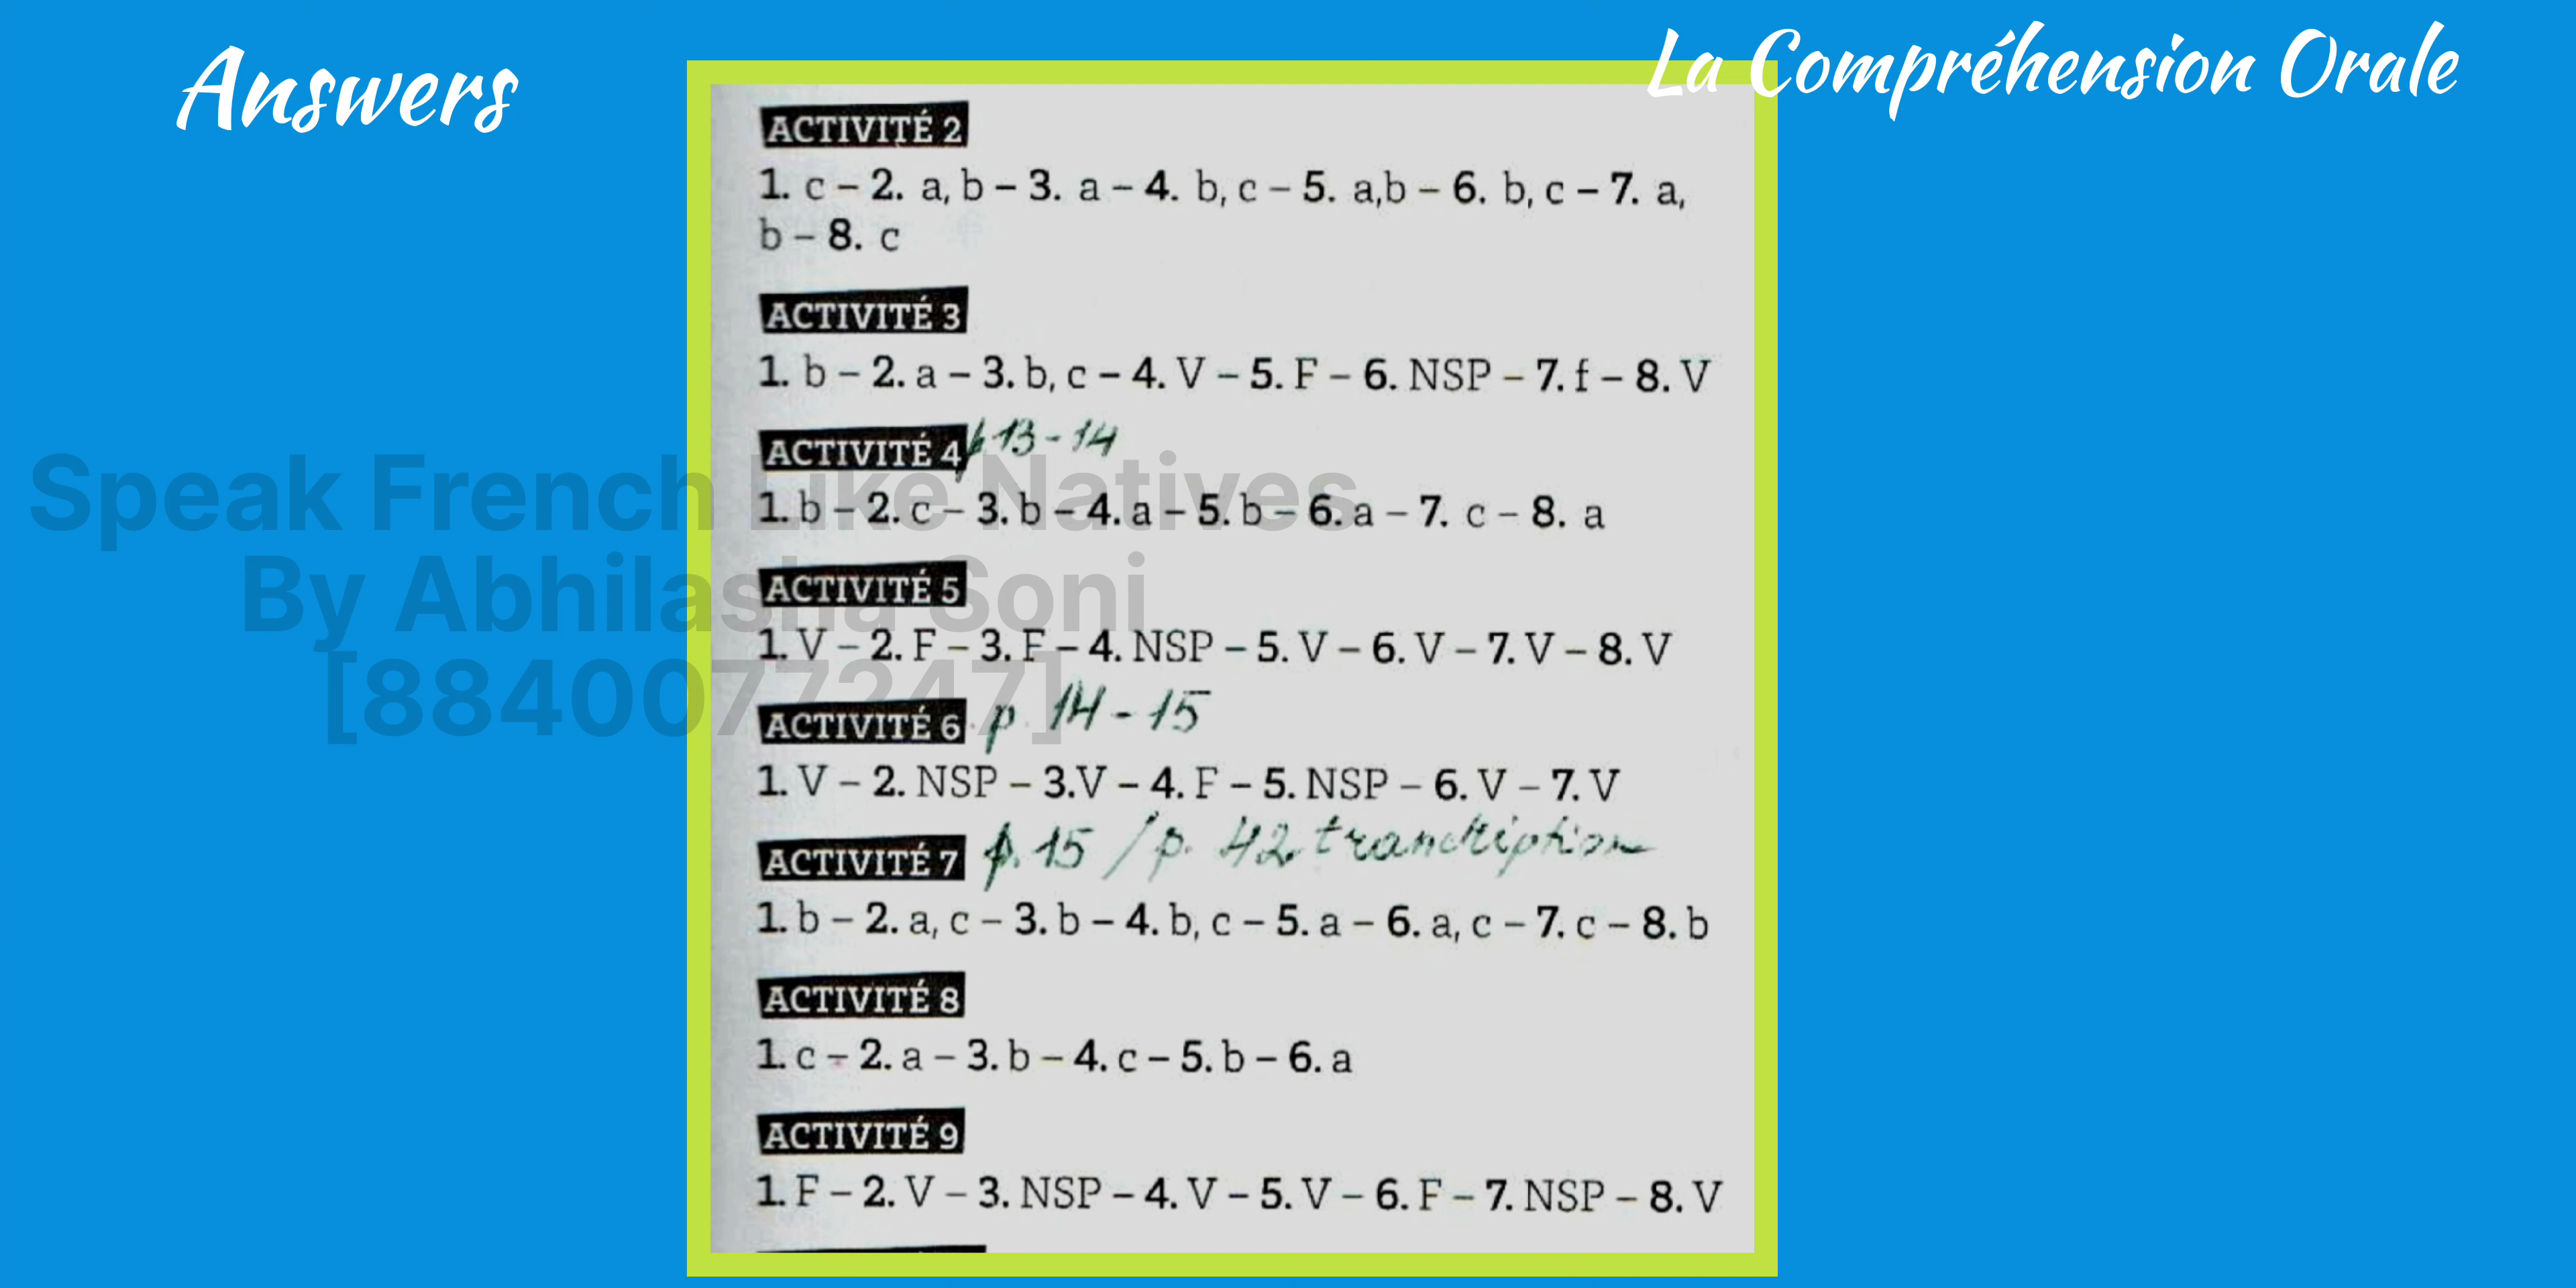 Answers
La Compréhension Orale
ACTIVITÉ 2
1. c – 2. a, b – 3. a – 4. b, c – 5. a,b – 6. b, c – 7. a,
b – 8. c
ACTIVITÉ 3
1. b – 2. a – 3. b, c – 4. V – 5. F – 6. NSP – 7. f – 8. V
ACTIVITÉ 4 p 13-14
1. b – 2. c – 3. b – 4. a – 5. b – 6. a – 7. c – 8. a
ACTIVITÉ 5
1. V – 2. F – 3. F – 4. NSP – 5. V – 6. V – 7. V – 8. V
ACTIVITÉ 6 p 14-15
1. V – 2. NSP – 3.V – 4. F – 5. NSP – 6. V – 7. V
ACTIVITÉ 7 p. 15 / p. 42
1. b – 2. a, c – 3. b – 4. b, c – 5. a – 6. a, c – 7. c – 8. b
ACTIVITÉ 8
1. c – 2. a – 3. b – 4. c – 5. b – 6. a
ACTIVITÉ 9
1. F – 2. V – 3. NSP – 4. V – 5. V – 6. F – 7. NSP – 8. V
Speak French Like Natives
By Abhilasha Soni
[8840077247]